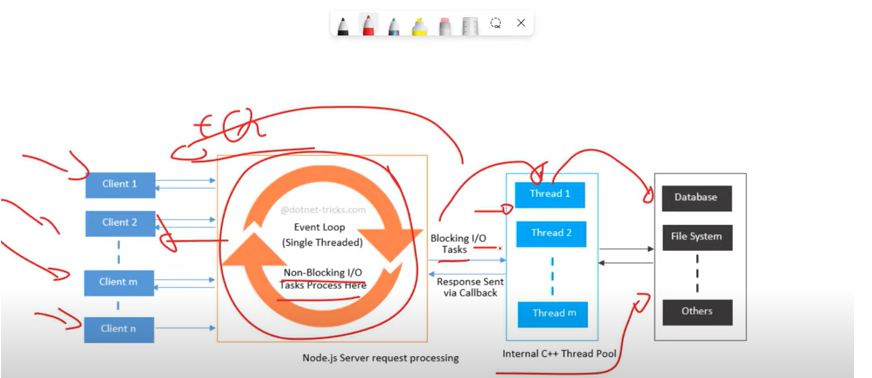 Client 1
Client 2
Client m
Client n
@dotnet-tricks.com
Event Loop
(Single Threaded)
Non-Blocking I/O
Tasks Process Here
Blocking I/O
Tasks
Response Sent
via Callback
Thread 1
Thread 2
Thread m
Database
File System
Others
Node.js Server request processing
Internal C++ Thread Pool